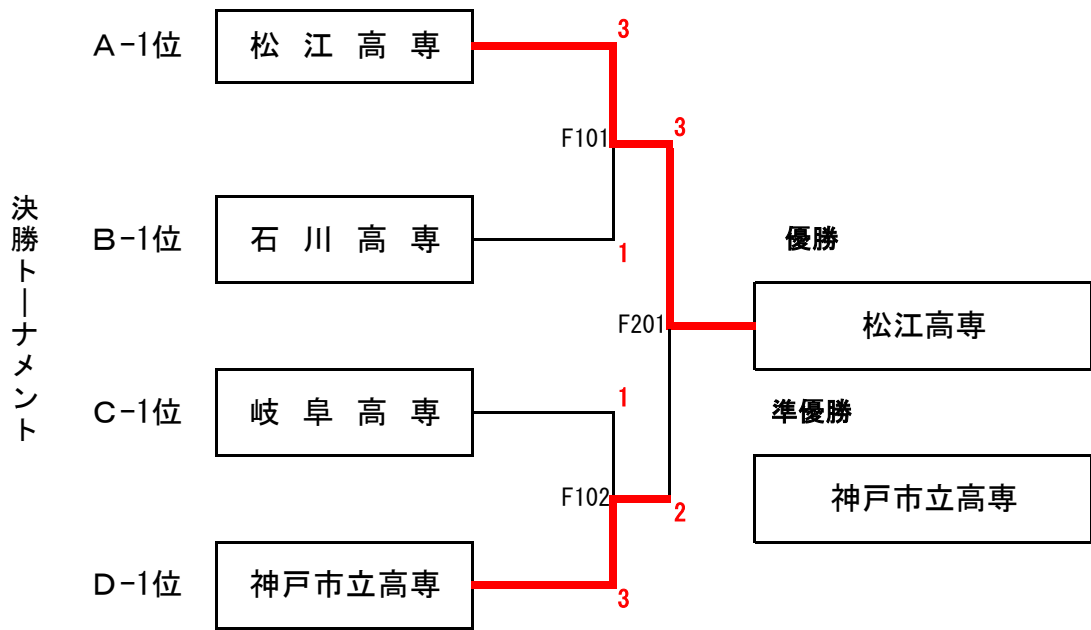 決勝トーナメント
A-1位
松江高専
3
F101
3
B-1位
石川高専
1
優勝
F201
松江高専
C-1位
岐阜高専
1
準優勝
F102
2
神戸市立高専
D-1位
神戸市立高専
3